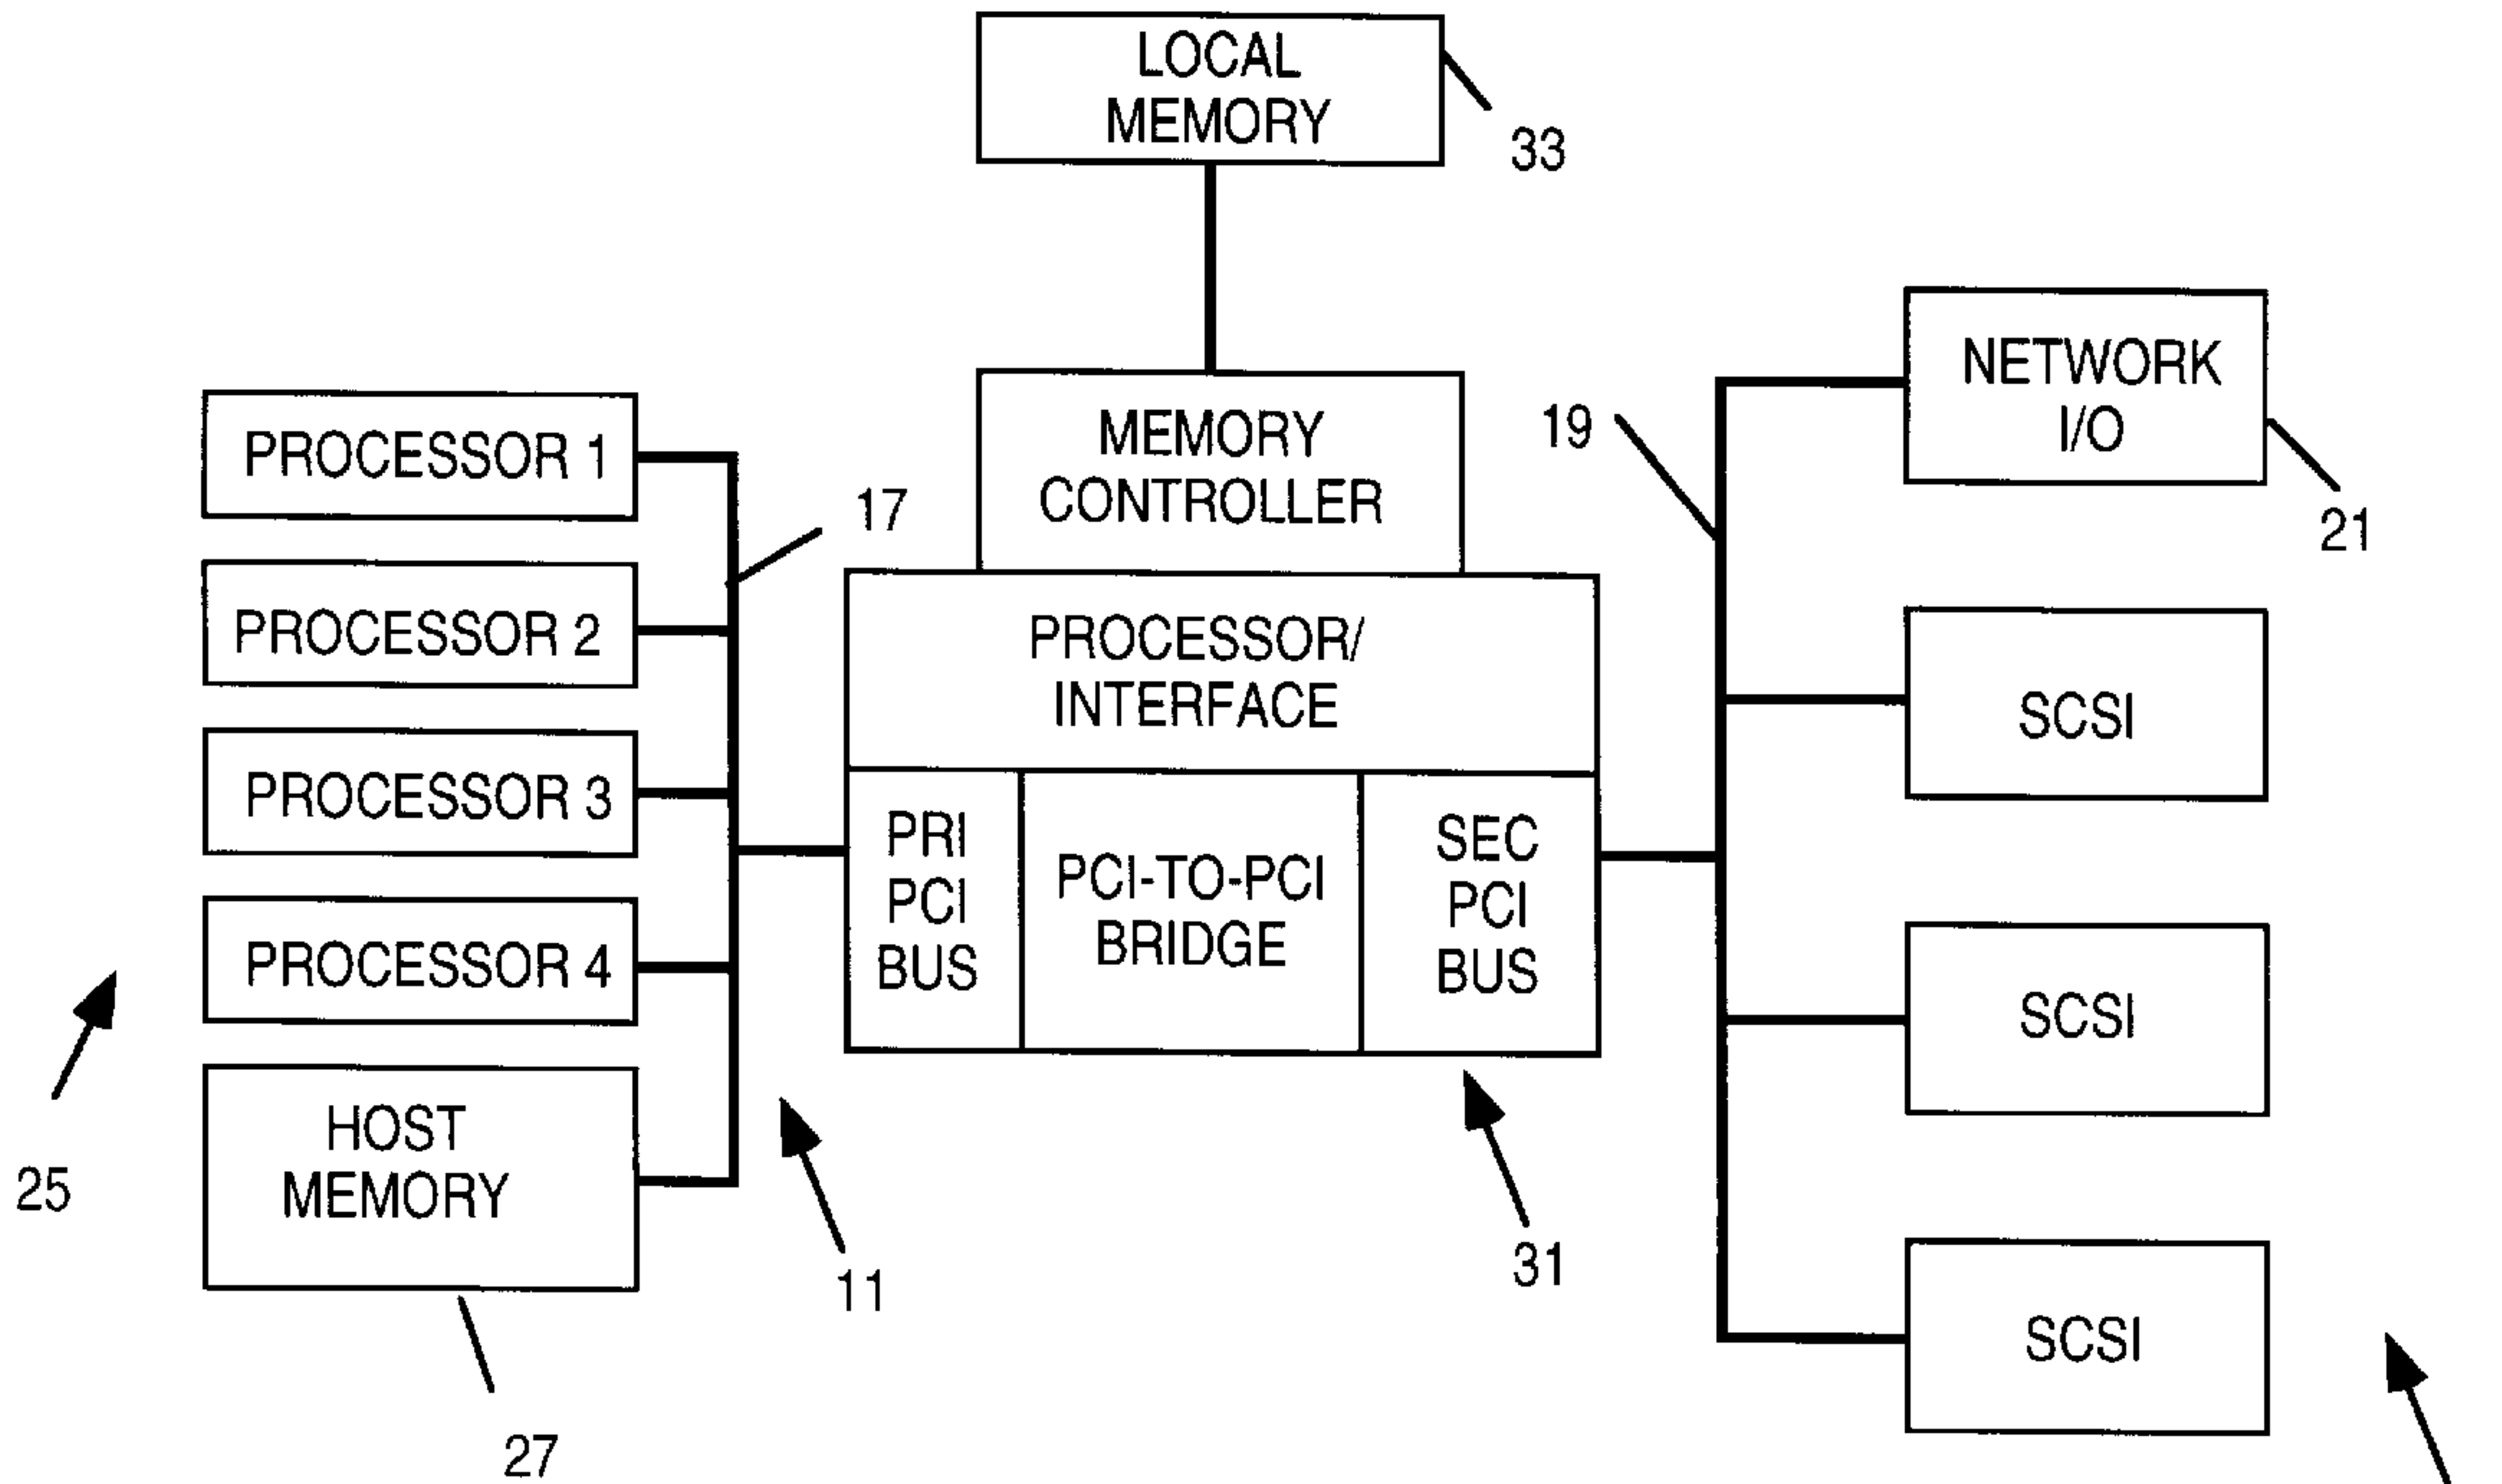 LOCAL
MEMORY
33
NETWORK
I/O
21
19
MEMORY
CONTROLLER
PROCESSOR 1
17
PROCESSOR 2
PROCESSOR/
INTERFACE
SCSI
PROCESSOR 3
PRI
PCI
BUS
PCI-TO-PCI
BRIDGE
SEC
PCI
BUS
PROCESSOR 4
SCSI
HOST
MEMORY
25
11
31
SCSI
27